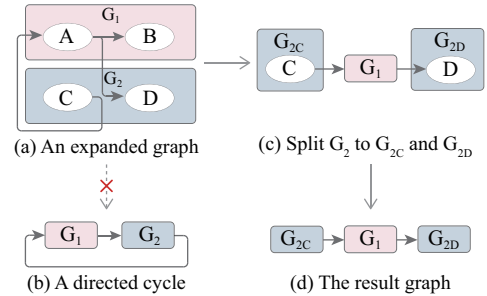 G₁
A B
G₂
C D
(a) An expanded graph
G₂C G₂D
C G₁ D
(c) Split G₂ to G₂C and G₂D
G₁ G₂
(b) A directed cycle
G₂C G₁ G₂D
(d) The result graph